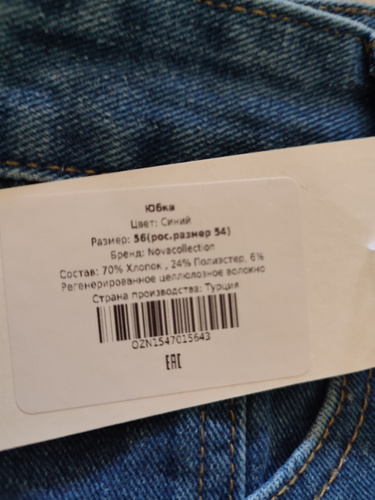 Юбка
Цвет: Синий
Размер: 56(рос.размер 54)
Бренд: Novacollection
Состав: 70% Хлопок , 24% Полиэстер, 6%
Регенерированное целлюлозное волокно
Страна производства: Турция
OZN1547015643
EAC